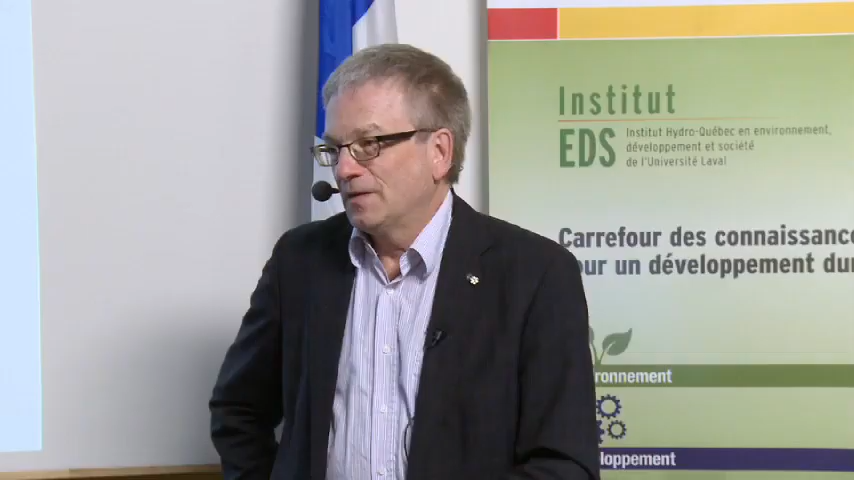 Institut
EDS
Institut Hydro-Québec en environnement,
développement et société
de l'Université Laval
Carrefour des connaissance
our un développement dur
ronnement
loppement